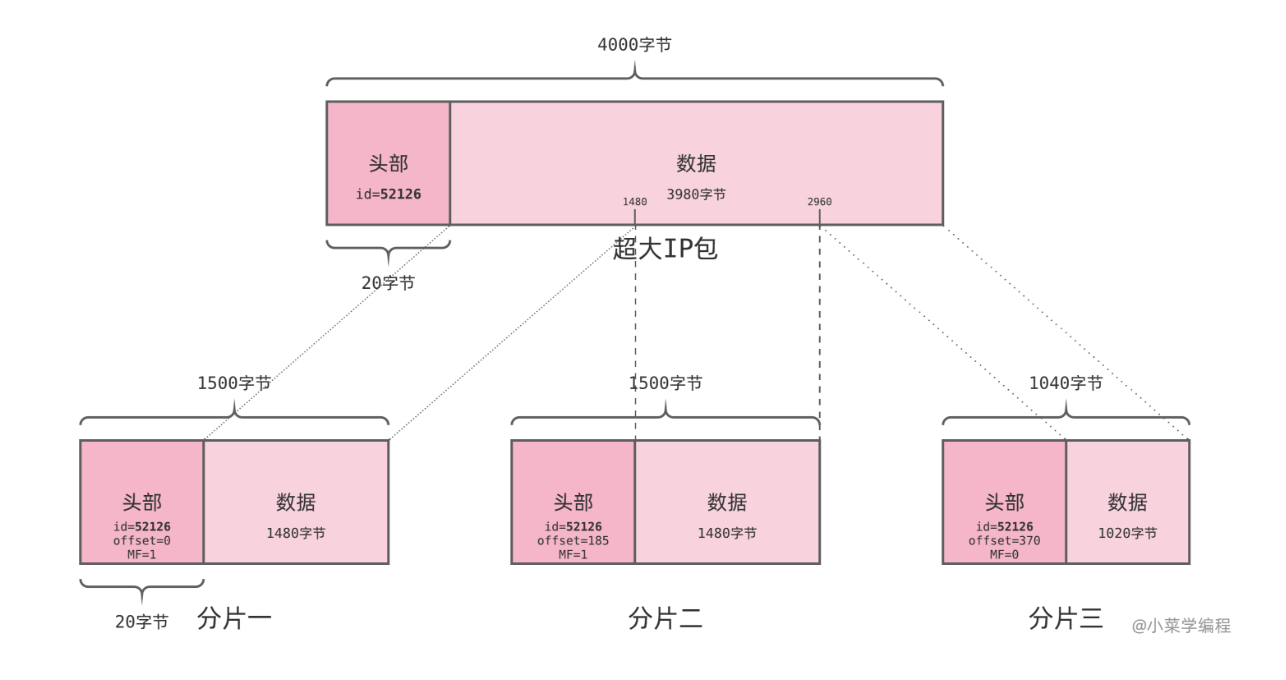 4000字节
头部
id=52126
数据
3980字节
1480
2960
超大IP包
20字节
1500字节
1500字节
1040字节
头部
id=52126
offset=0
MF=1
数据
1480字节
头部
id=52126
offset=185
MF=1
数据
1480字节
头部
id=52126
offset=370
MF=0
数据
1020字节
20字节
分片一
分片二
分片三
@小菜学编程